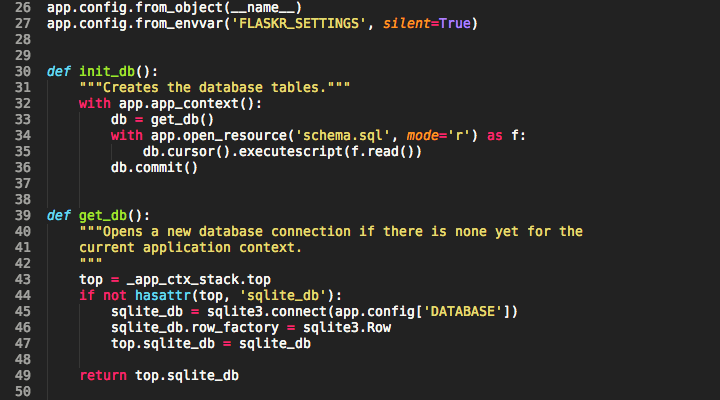 26 app.config.from_object(__name__)
27 app.config.from_envvar('FLASKR_SETTINGS', silent=True)
28
29
30 def init_db():
31     """Creates the database tables."""
32     with app.app_context():
33         db = get_db()
34         with app.open_resource('schema.sql', mode='r') as f:
35             db.cursor().executescript(f.read())
36         db.commit()
37
38
39 def get_db():
40     """Opens a new database connection if there is none yet for the
41     current application context.
42     """
43     top = _app_ctx_stack.top
44     if not hasattr(top, 'sqlite_db'):
45         sqlite_db = sqlite3.connect(app.config['DATABASE'])
46         sqlite_db.row_factory = sqlite3.Row
47         top.sqlite_db = sqlite_db
48
49     return top.sqlite_db
50